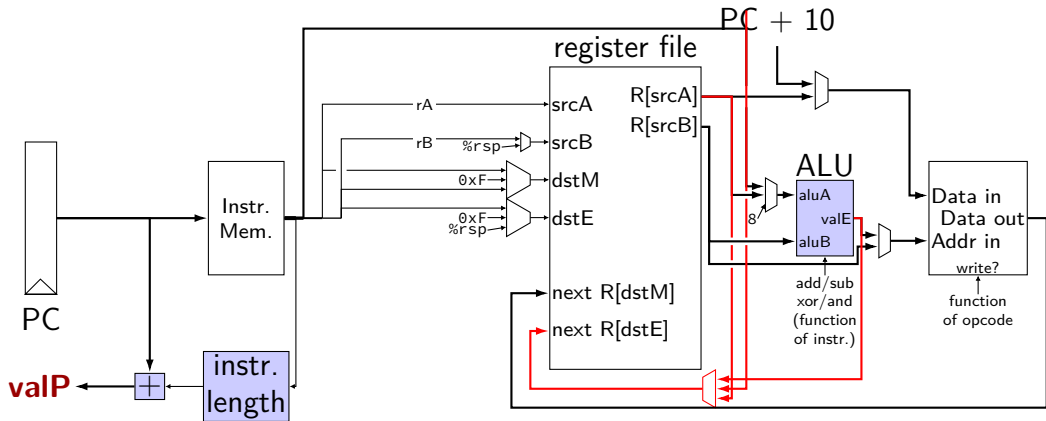 PC + 10
register file
rA
srcA
R[srcA]
R[srcB]
rB
%rsp
srcB
0xF
dstM
0xF
%rsp
dstE
ALU
aluA
8
valE
aluB
Instr.
Mem.
Data in
Data out
Addr in
write?
function
of opcode
add/sub
xor/and
(function
of instr.)
next R[dstM]
next R[dstE]
PC
valP
+
instr.
length